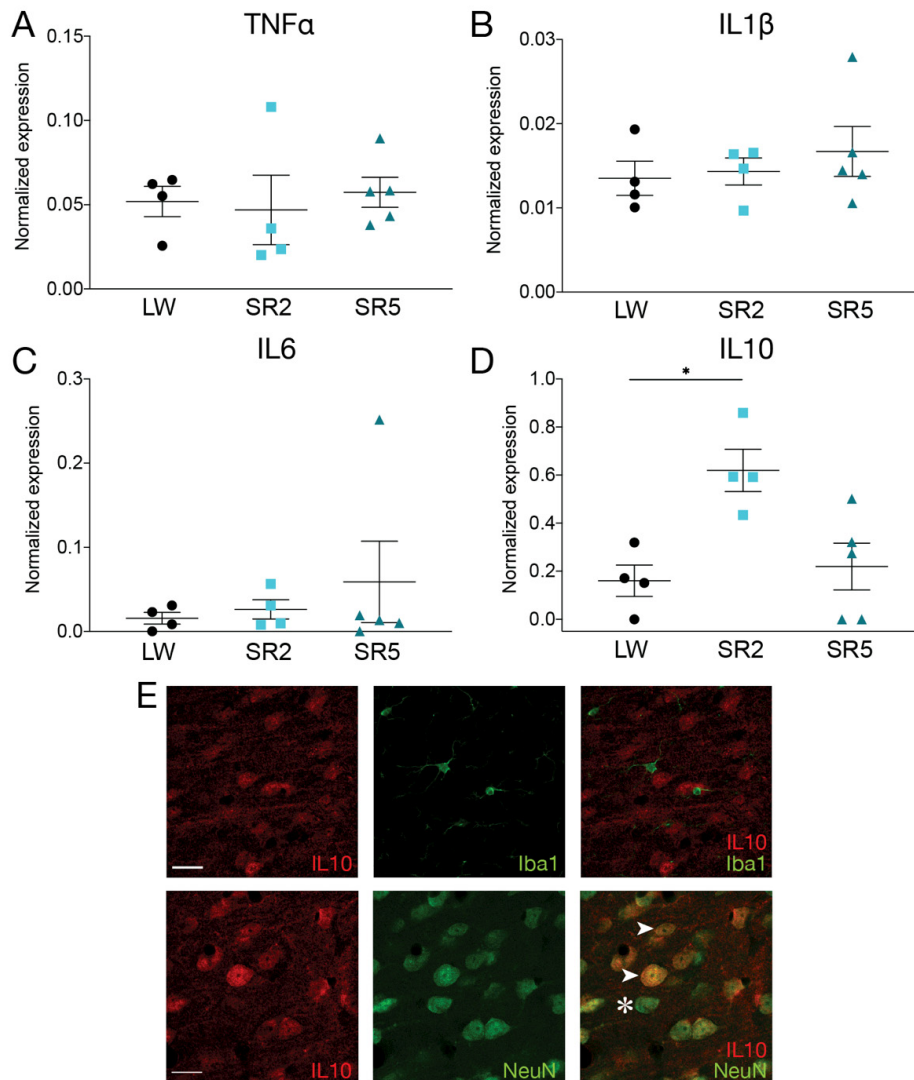 A
TNFα
Normalized expression
0.15
0.10
0.05
0.00
LW SR2 SR5
B
IL1β
Normalized expression
0.03
0.02
0.01
0.00
LW SR2 SR5
C
IL6
Normalized expression
0.3
0.2
0.1
0.0
LW SR2 SR5
D
IL10
*
Normalized expression
1.0
0.8
0.6
0.4
0.2
0.0
LW SR2 SR5
E
IL10
Iba1
IL10
Iba1
IL10
NeuN
*
IL10
NeuN